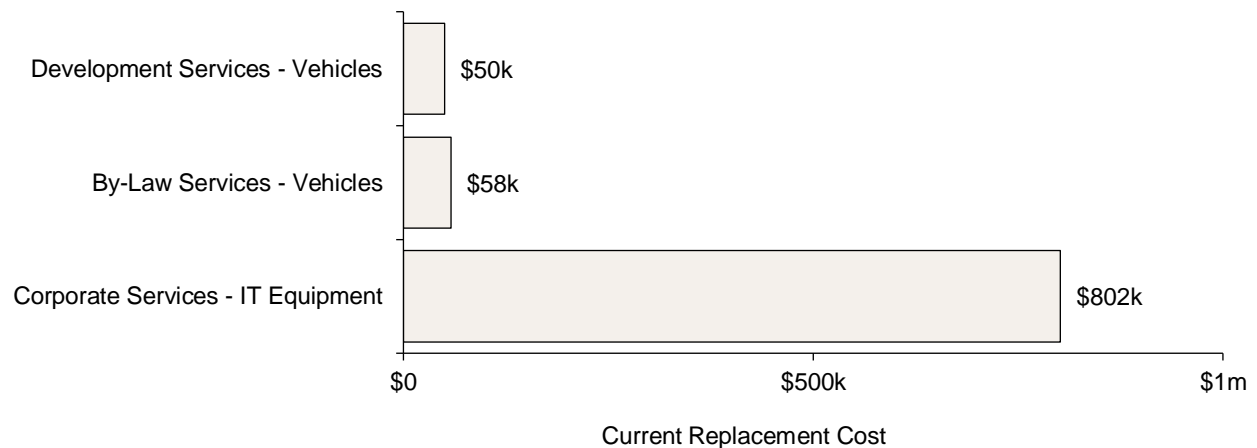 Development Services - Vehicles
$50k
By-Law Services - Vehicles
$58k
Corporate Services - IT Equipment
$802k
$0
$500k
$1m
Current Replacement Cost